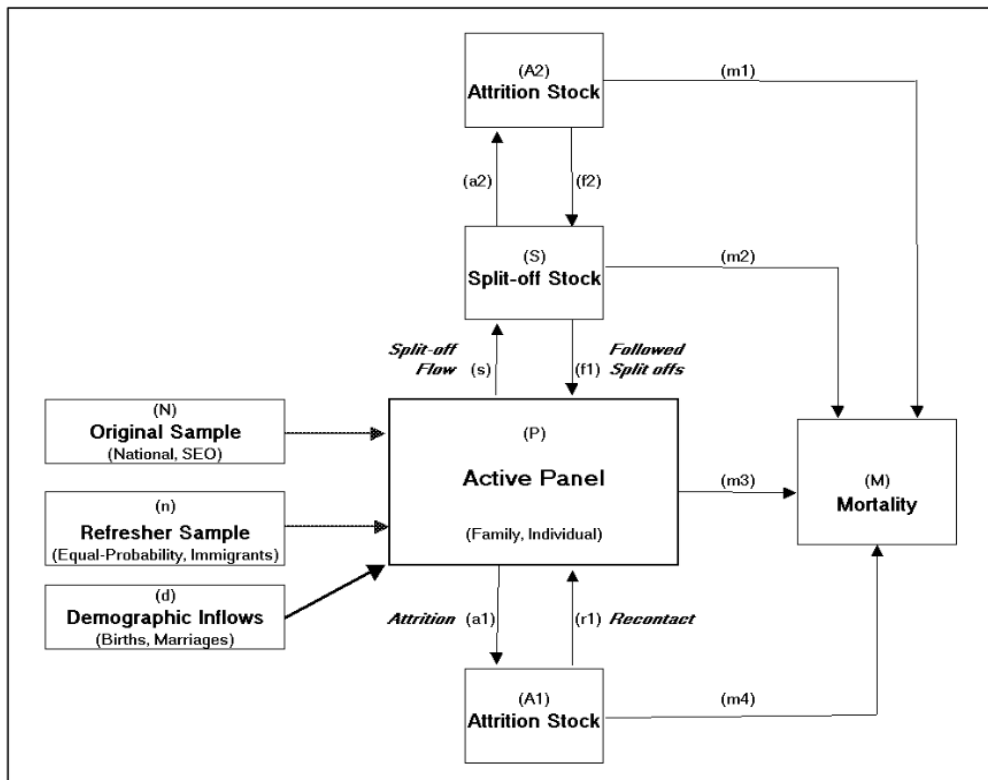 (A2)
Attrition Stock
(m1)
(a2)
(f2)
(S)
Split-off Stock
(m2)
Split-off
Flow (s)
(f1) Followed
Split offs
(N)
Original Sample
(National, SEO)
(P)
Active Panel
(Family, Individual)
(m3)
(M)
Mortality
(n)
Refresher Sample
(Equal-Probability, Immigrants)
(d)
Demographic Inflows
(Births, Marriages)
Attrition (a1)
(r1) Recontact
(A1)
Attrition Stock
(m4)